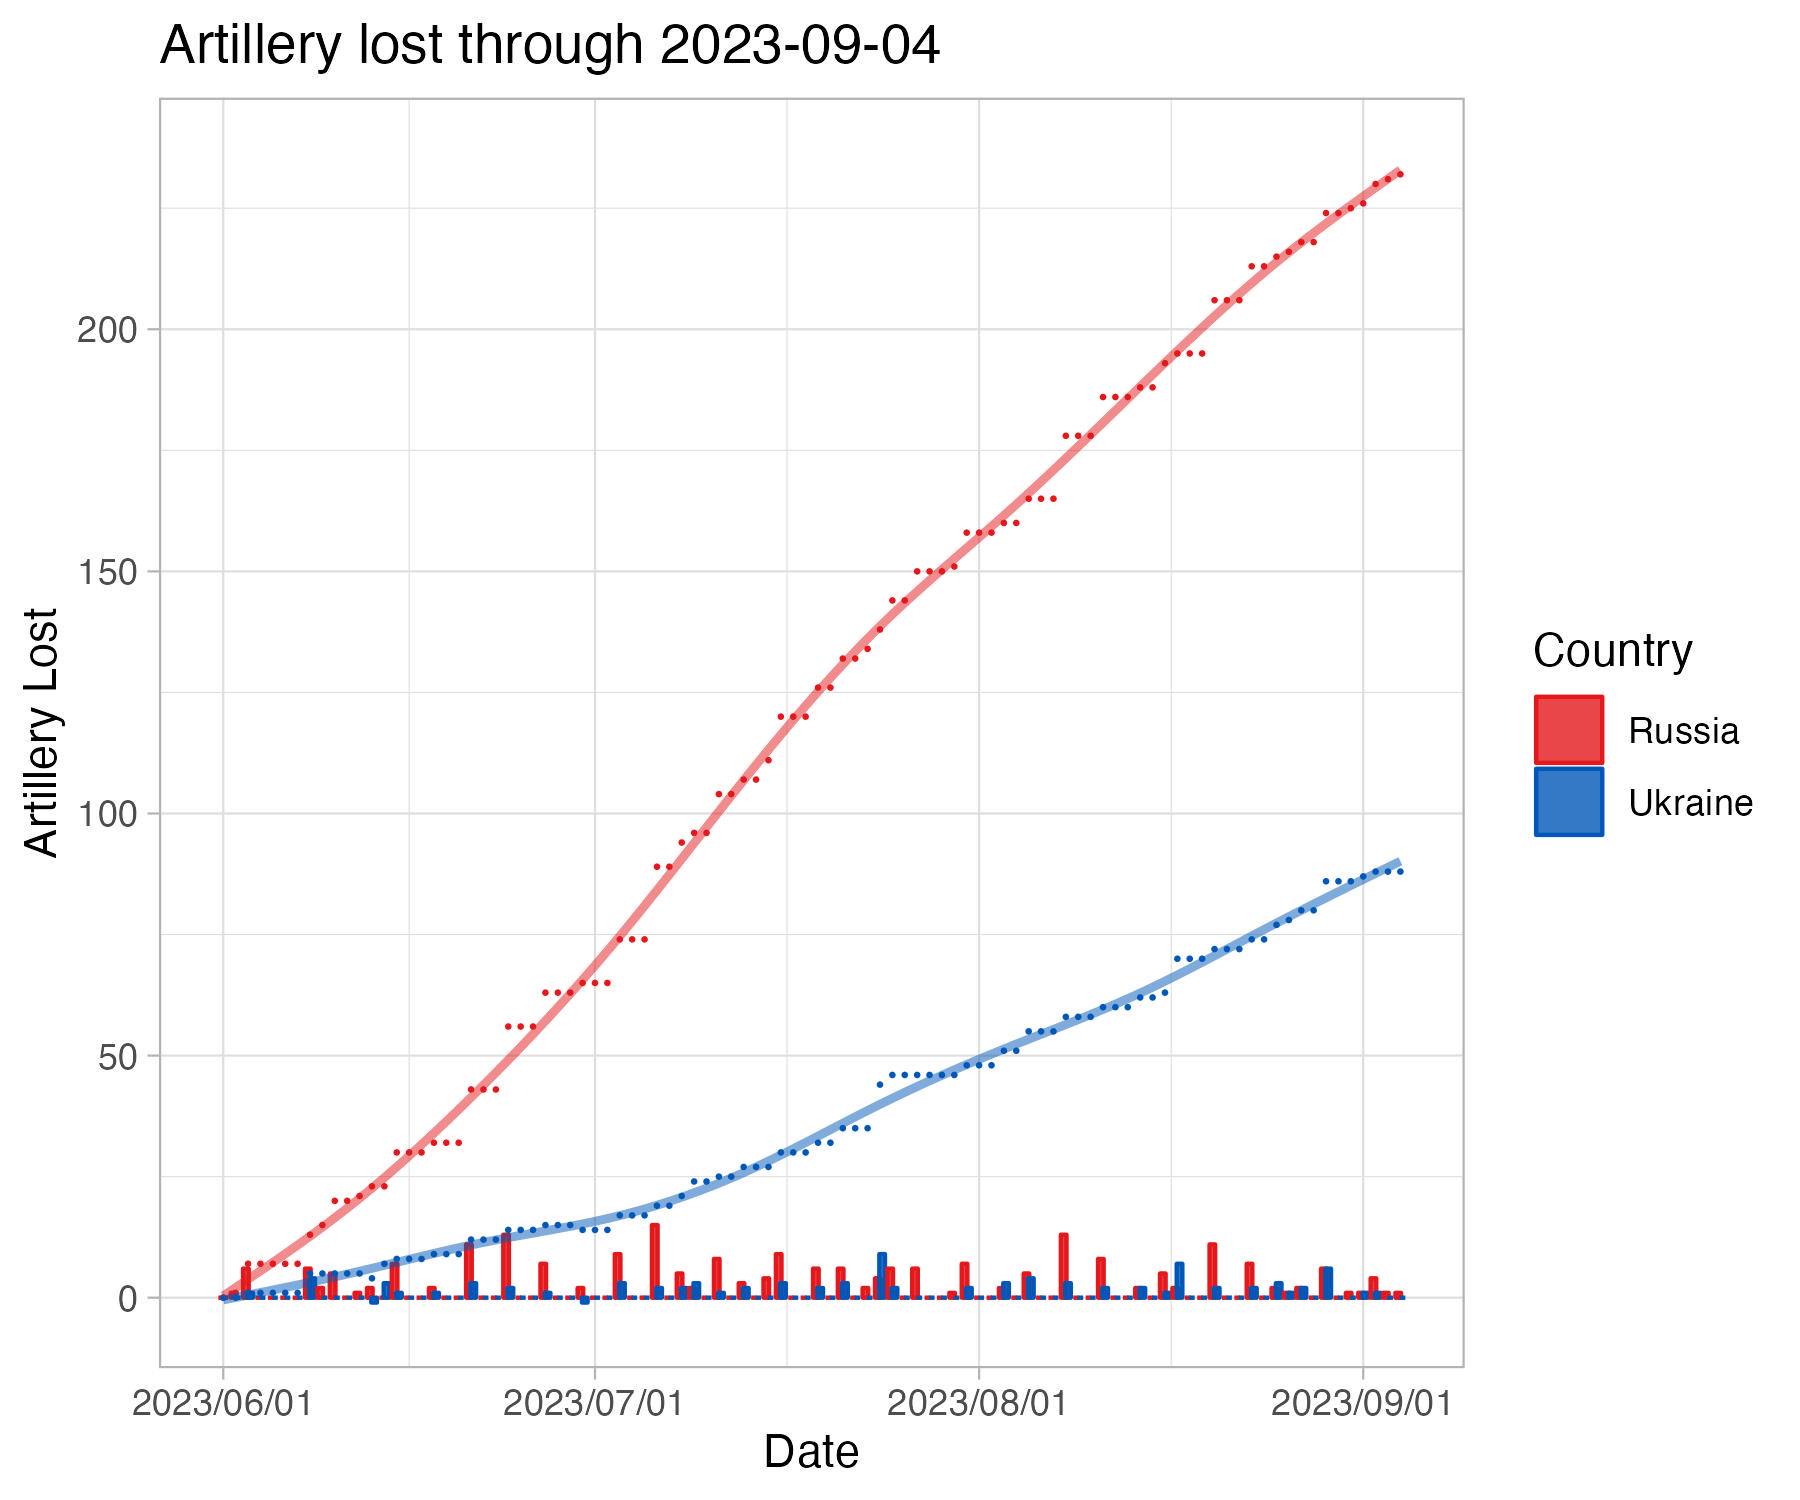 Artillery lost through 2023-09-04
Artillery Lost
200
150
100
50
0
2023/06/01
2023/07/01
2023/08/01
2023/09/01
Date
Country
Russia
Ukraine